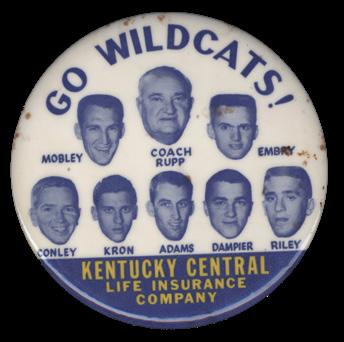 GO WILDCATS!
MOBLEY COACH RUPP EMBRY
CONLEY KRON ADAMS DAMPIER RILEY
KENTUCKY CENTRAL
LIFE INSURANCE
COMPANY